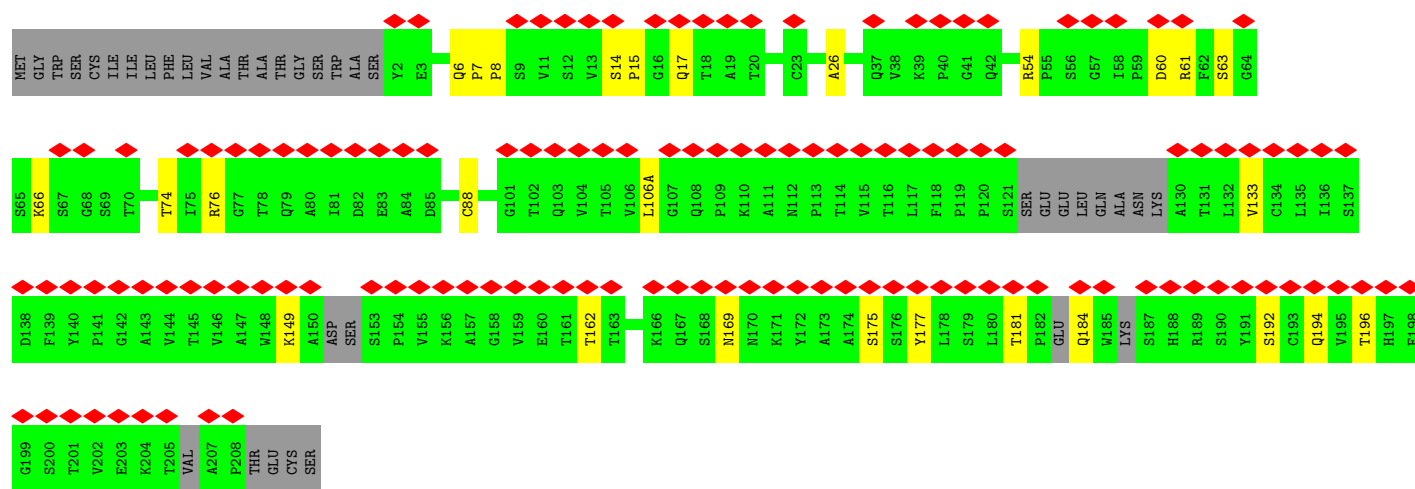 MET GLY TRP SER CYS ILE ILE LEU PHE LEU VAL ALA THR ALA THR GLY SER TRP ALA SER Y2 E3 Q6 P7 P8 S9 V11 S12 V13 S14 P15 G16 Q17 T18 A19 T20 C23 A26 Q37 V38 K39 P40 G41 Q42 R54 P55 S56 G57 I58 P59 D60 R61 F62 S63 G64
S65 K66 S67 G68 S69 T70 T74 I75 R76 G77 T78 Q79 A80 I81 D82 E83 A84 D85 C88 G101 T102 Q103 V104 T105 V106 L106A G107 Q108 P109 K110 A111 N112 P113 T114 V115 T116 L117 F118 P119 P120 S121 SER GLU GLU LEU GLN ALA ASN LYS A130 T131 L132 V133 C134 L135 I136 S137
D138 F139 Y140 P141 G142 A143 V144 T145 V146 A147 W148 K149 A150 ASP SER S153 P154 V155 K156 A157 G158 V159 E160 T161 T162 T163 K166 Q167 S168 N169 N170 K171 Y172 A173 A174 S175 S176 Y177 L178 S179 L180 T181 P182 GLU Q184 W185 LYS S187 H188 R189 S190 Y191 S192 C193 Q194 V195 T196 H197 E198
G199 S200 T201 V202 E203 K204 T205 VAL A207 P208 THR GLU CYS SER